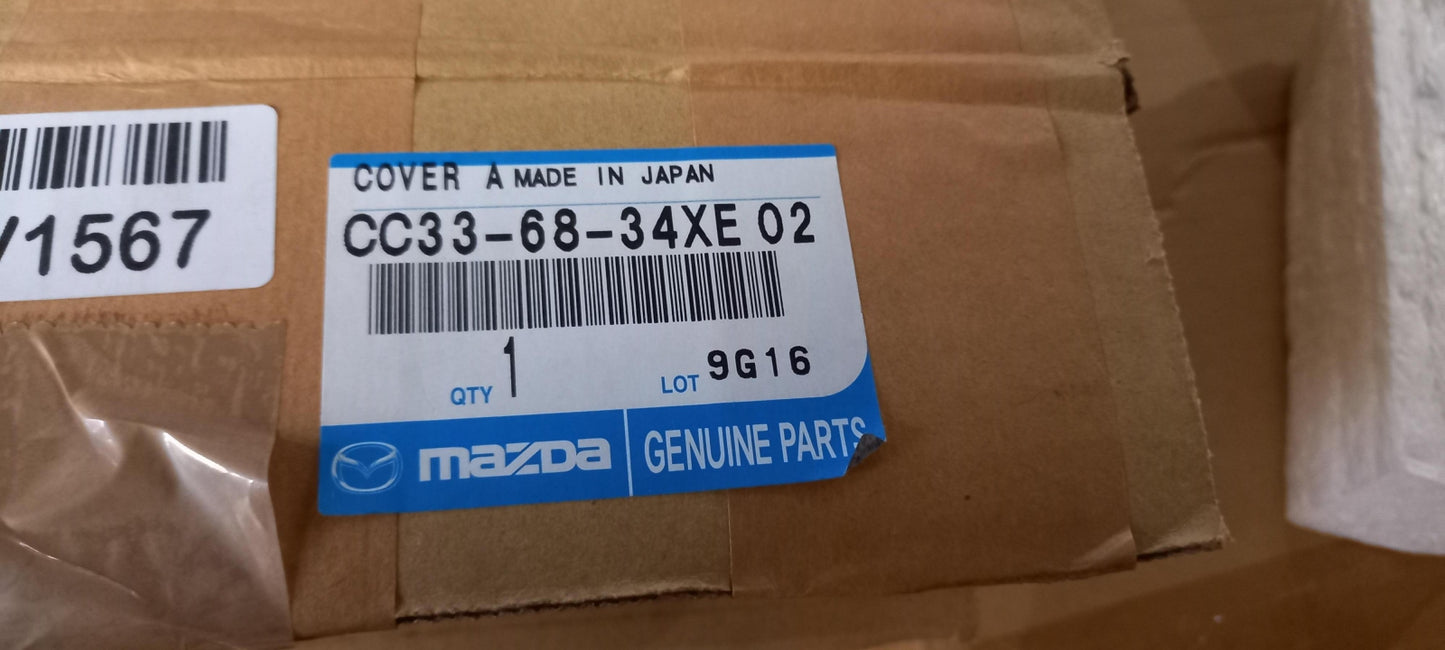 /1567
COVER A MADE IN JAPAN
CC33-68-34XE 02
QTY 1 LOT 9G16
mazda GENUINE PARTS